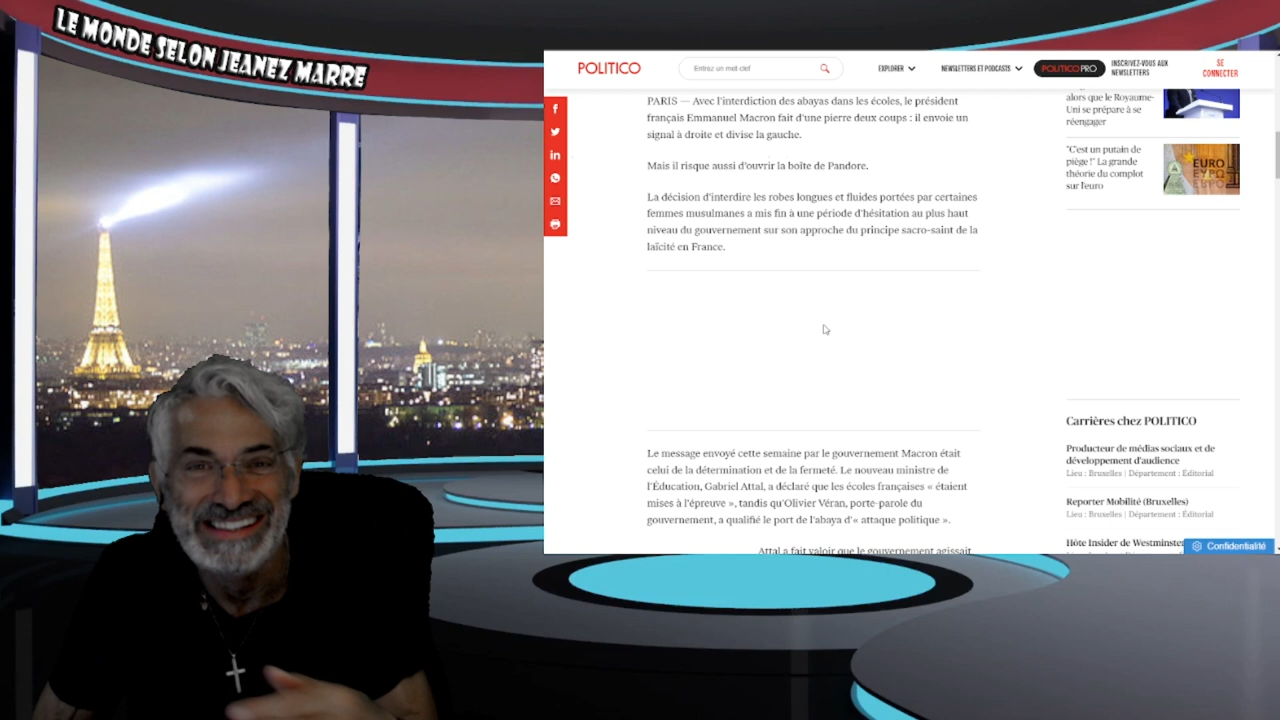 LE MONDE SELON JEANEZ MARRE
POLITICO
Entrez un mot-clef
EXPLORER
NEWSLETTERS ET PODCASTS
POLITICO PRO
INSCRIVEZ-VOUS AUX
NEWSLETTERS
SE
CONNECTER
PARIS — Avec l'interdiction des abayas dans les écoles, le président
français Emmanuel Macron fait d'une pierre deux coups : il envoie un
signal à droite et divise la gauche.
Mais il risque aussi d'ouvrir la boîte de Pandore.
La décision d'interdire les robes longues et fluides portées par certaines
femmes musulmanes a mis fin à une période d'hésitation au plus haut
niveau du gouvernement sur son approche du principe sacro-saint de la
laïcité en France.
Le message envoyé cette semaine par le gouvernement Macron était
celui de la détermination et de la fermeté. Le nouveau ministre de
l'Éducation, Gabriel Attal, a déclaré que les écoles françaises « étaient
mises à l'épreuve », tandis qu'Olivier Véran, porte-parole du
gouvernement, a qualifié le port de l'abaya d'« attaque politique ».
Attal a fait valoir que le gouvernement agissait
alors que le Royaume-
Uni se prépare à se
réengager
"C'est un putain de
piège !" La grande
théorie du complot
sur l'euro
EURO
ΕΥΡΩ
ЕВРО
Carrières chez POLITICO
Producteur de médias sociaux et de
développement d'audience
Lieu : Bruxelles | Département : Éditorial
Reporter Mobilité (Bruxelles)
Lieu : Bruxelles | Département : Éditorial
Hôte Insider de Westminster
Confidentialité